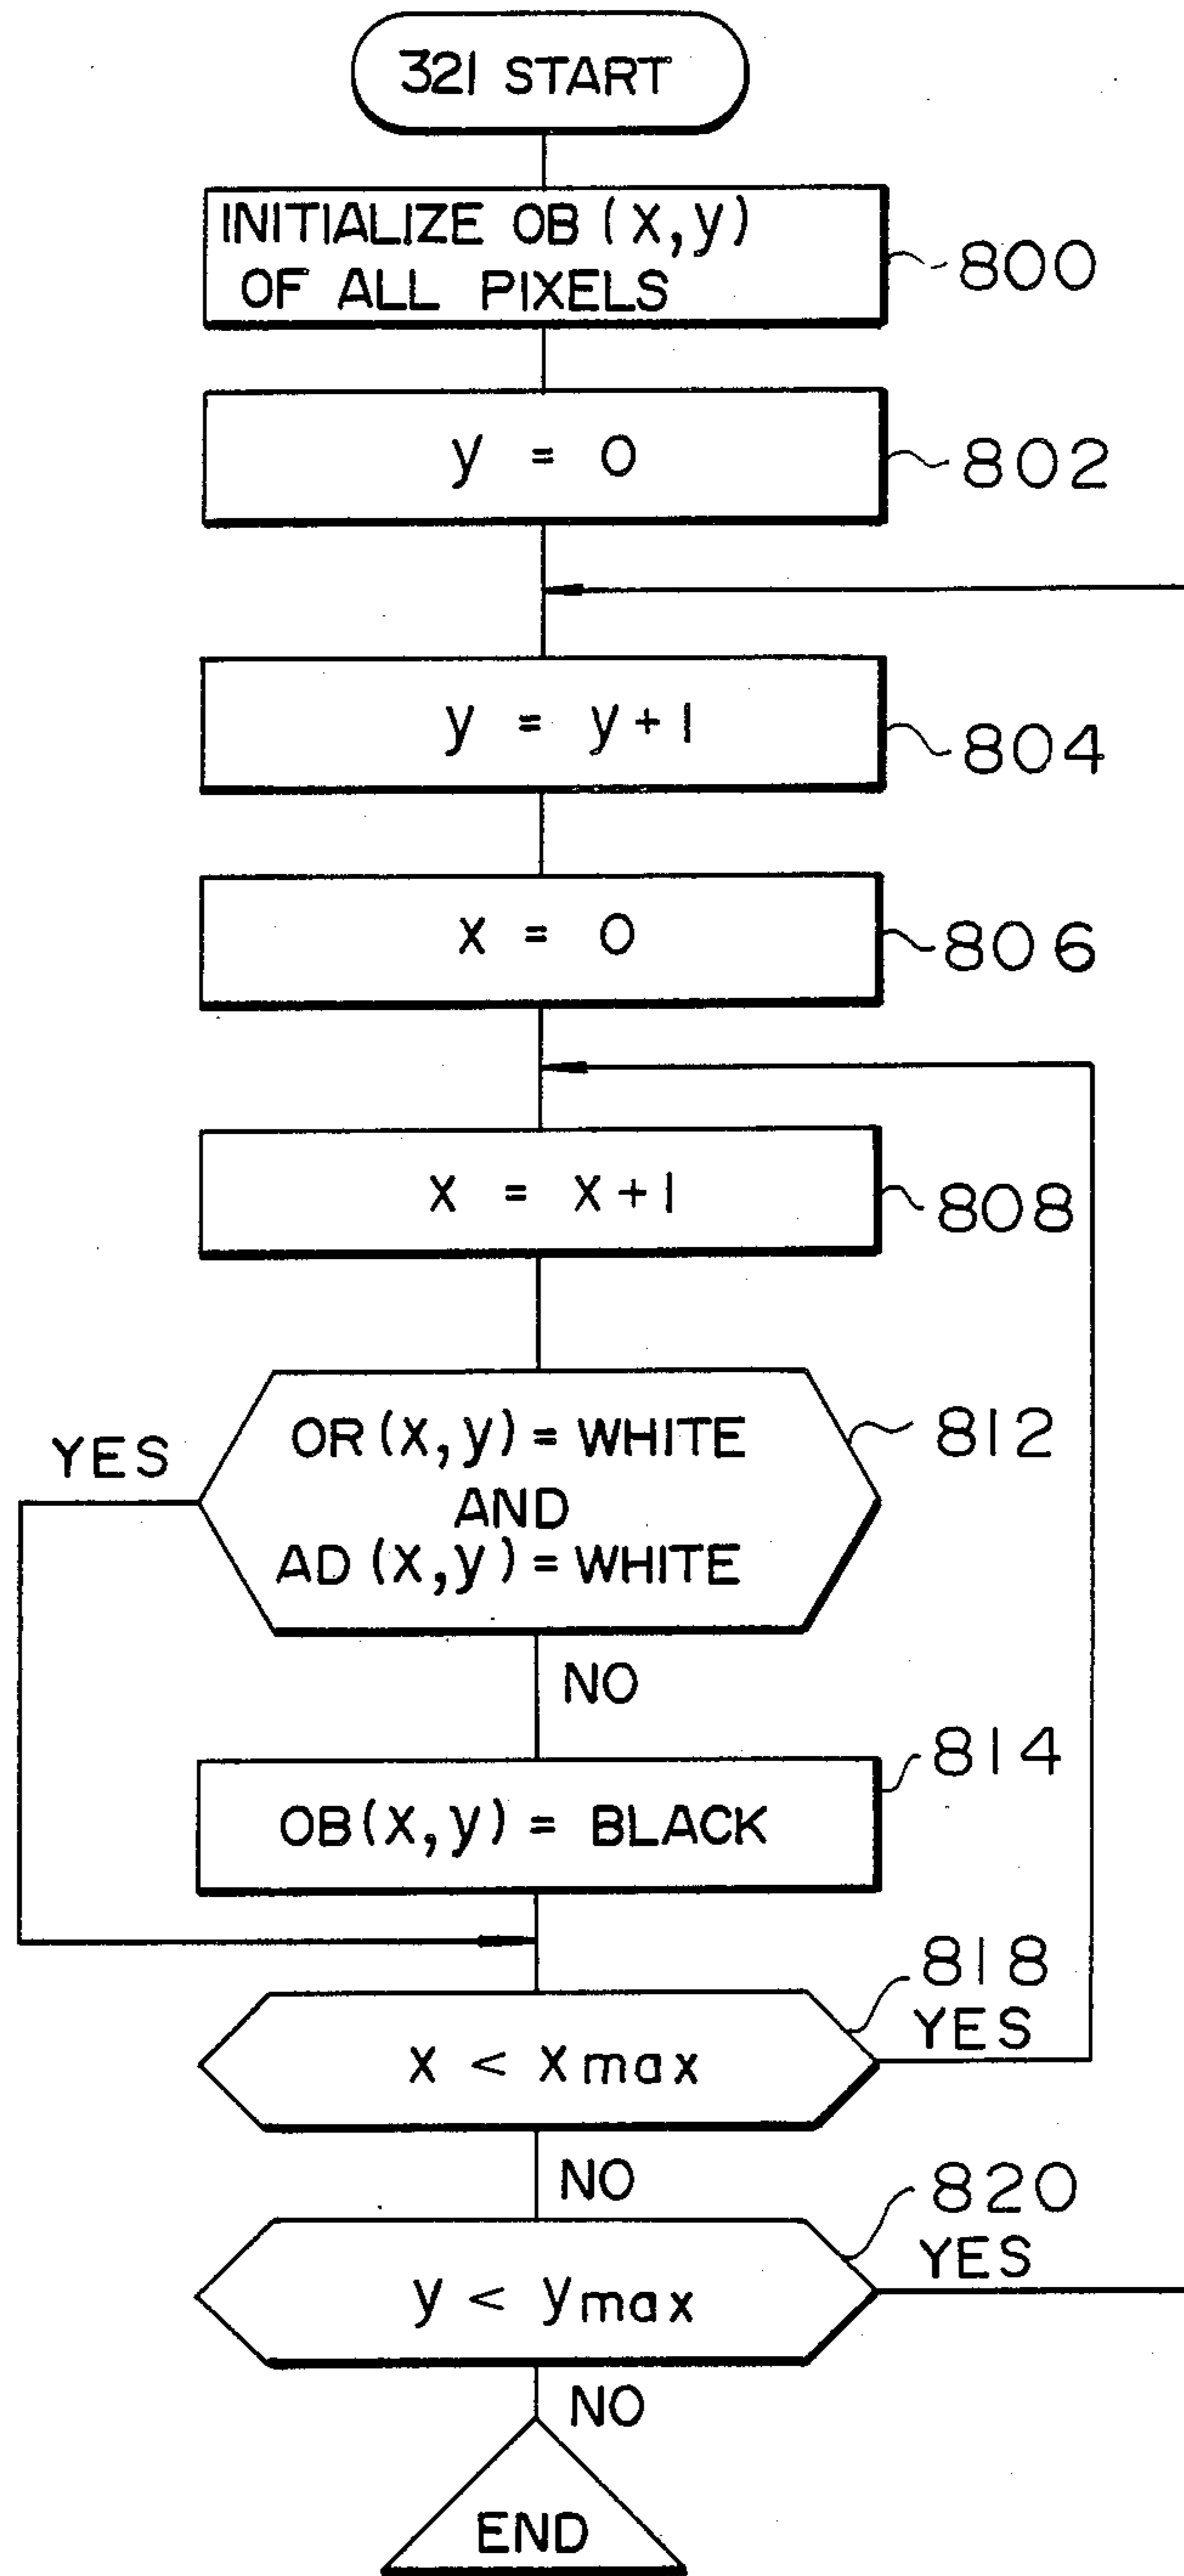 321 START
INITIALIZE OB (x,y)
OF ALL PIXELS
800
y = 0
802
y = y+1
804
x = 0
806
x = x+1
808
OR(x,y) = WHITE
AND
AD (x,y) = WHITE
812
YES
NO
OB(x,y) = BLACK
814
x < xmax
818
YES
NO
y < ymax
820
YES
NO
END